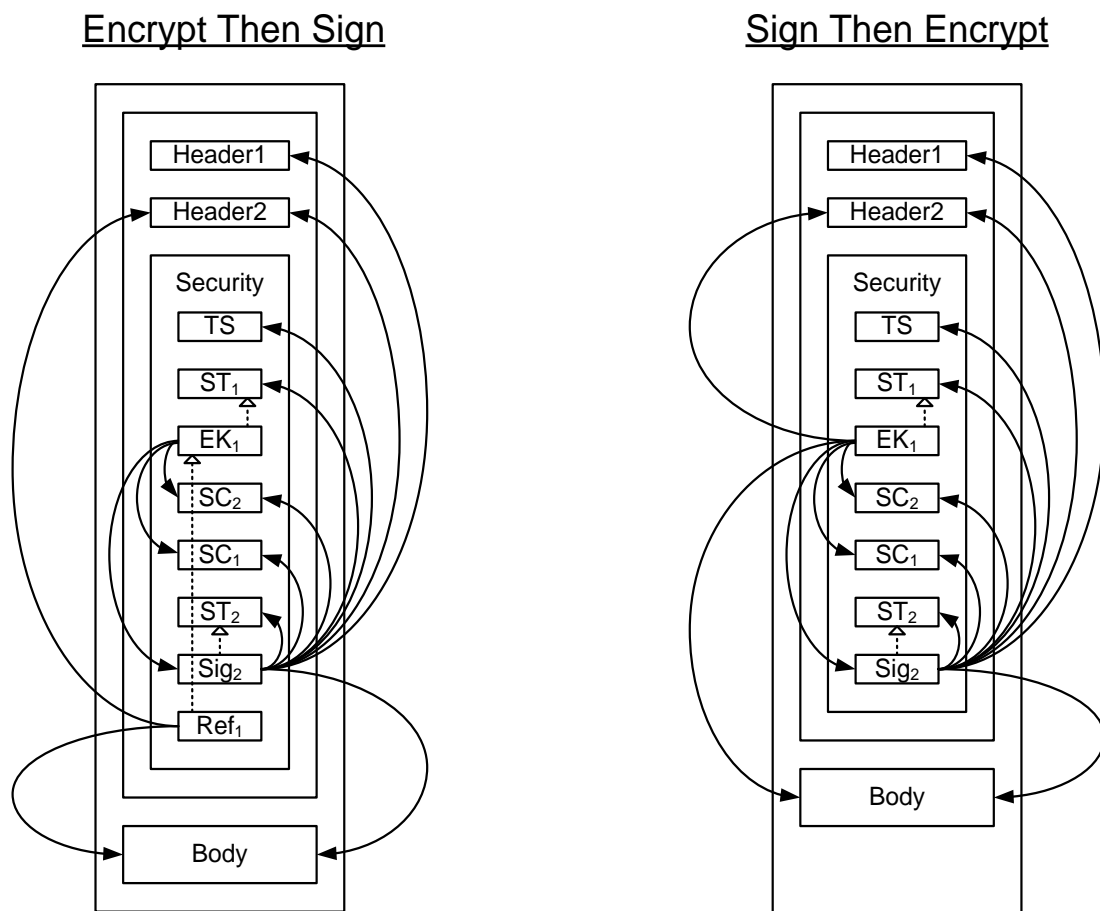 Encrypt Then Sign
Header1
Header2
Security
TS
ST₁
EK₁
SC₂
SC₁
ST₂
Sig₂
Ref₁
Body
Sign Then Encrypt
Header1
Header2
Security
TS
ST₁
EK₁
SC₂
SC₁
ST₂
Sig₂
Body